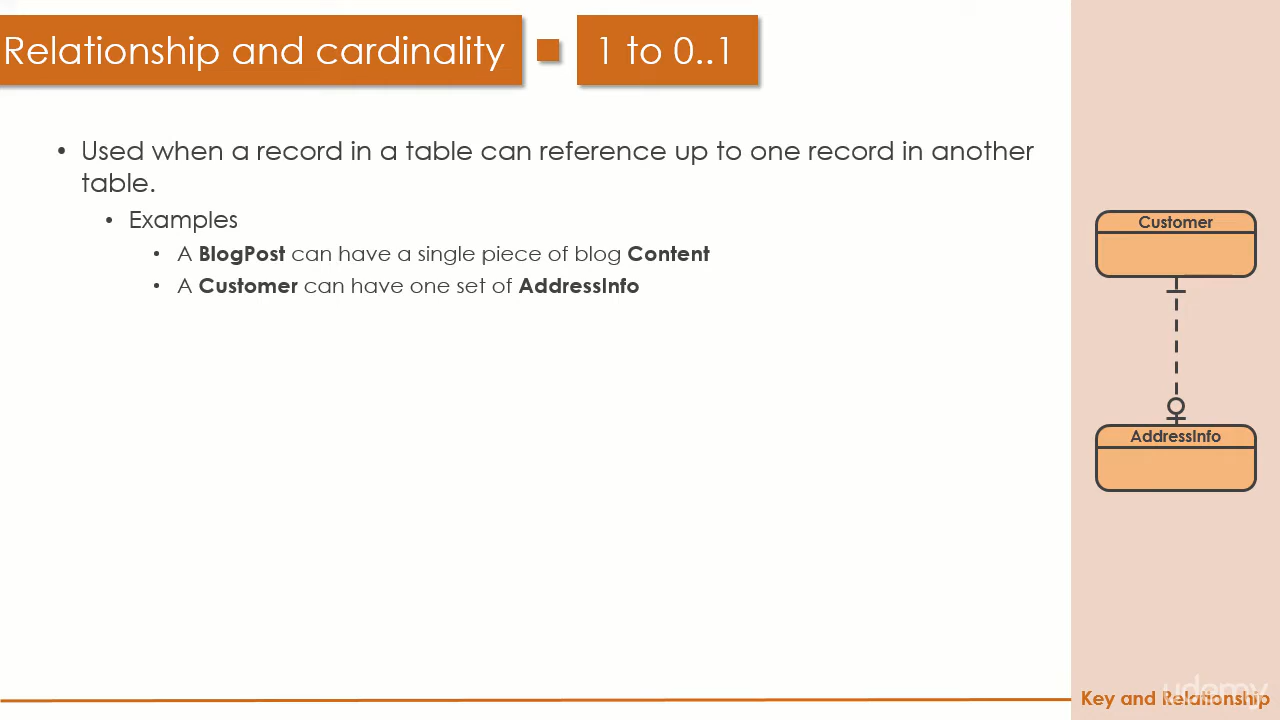 Relationship and cardinality
1 to 0..1
• Used when a record in a table can reference up to one record in another
table.
• Examples
• A BlogPost can have a single piece of blog Content
• A Customer can have one set of AddressInfo
Customer
AddressInfo
Key and Relationship
udemy